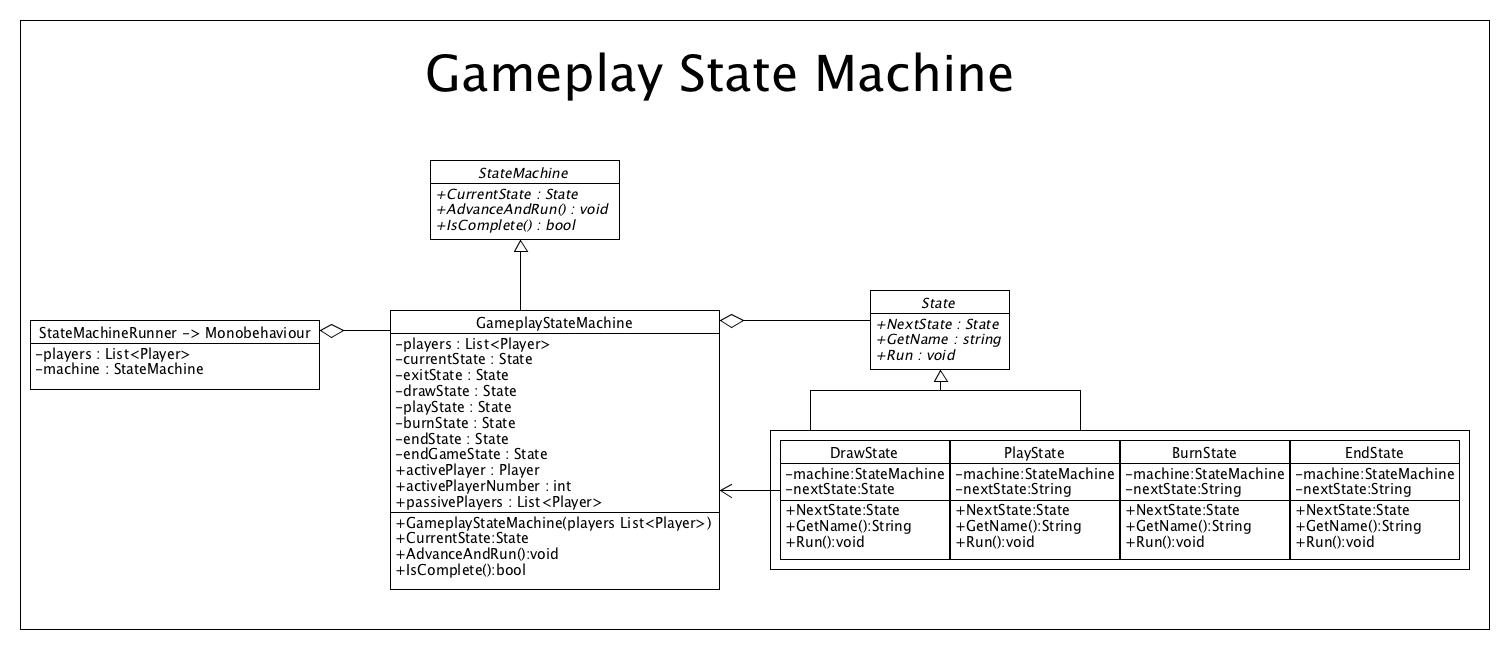 Gameplay State Machine
StateMachine
+CurrentState : State
+AdvanceAndRun() : void
+IsComplete() : bool
StateMachineRunner -> Monobehaviour
-players : List<Player>
-machine : StateMachine
GameplayStateMachine
-players : List<Player>
-currentState : State
-exitState : State
-drawState : State
-playState : State
-burnState : State
-endState : State
-endGameState : State
+activePlayer : Player
+activePlayerNumber : int
+passivePlayers : List<Player>
+GameplayStateMachine(players List<Player>)
+CurrentState:State
+AdvanceAndRun():void
+IsComplete():bool
State
+NextState : State
+GetName : string
+Run : void
DrawState
-machine:StateMachine
-nextState:State
+NextState:State
+GetName():String
+Run():void
PlayState
-machine:StateMachine
-nextState:String
+NextState:State
+GetName():String
+Run():void
BurnState
-machine:StateMachine
-nextState:String
+NextState:State
+GetName():String
+Run():void
EndState
-machine:StateMachine
-nextState:String
+NextState:State
+GetName():String
+Run():void